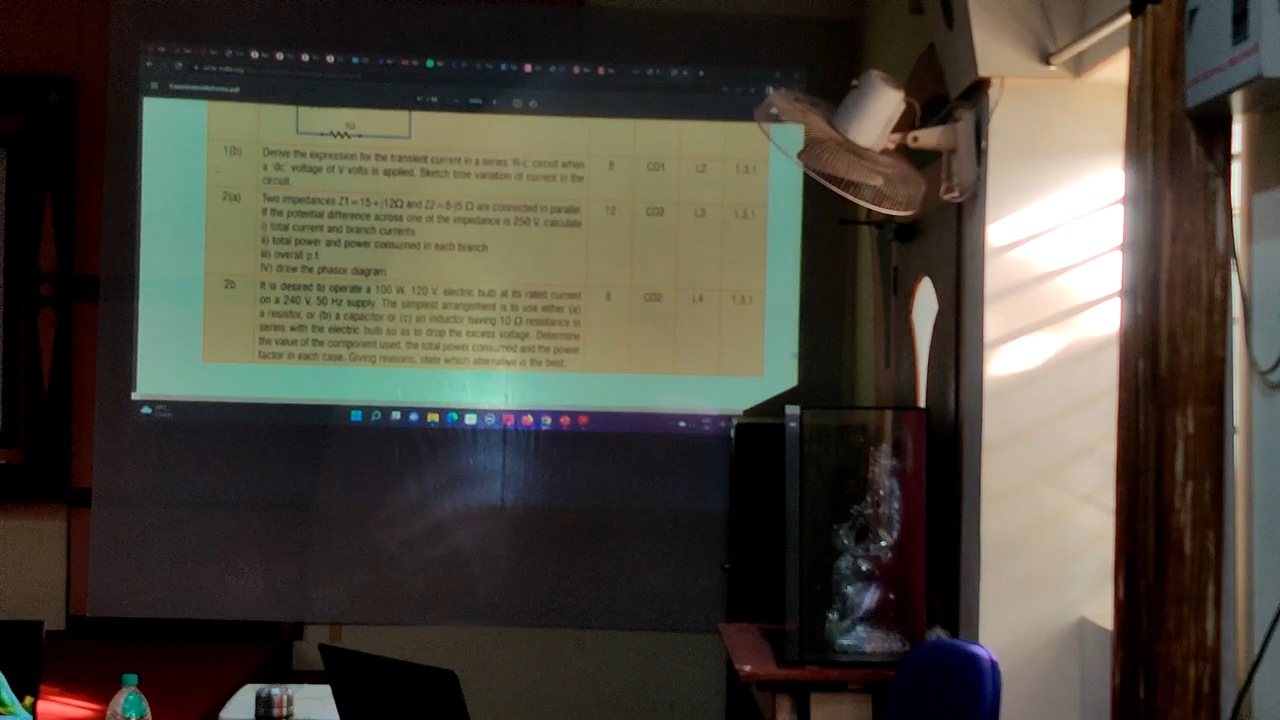 1(b) Derive the expression for the transient current in a series 'R-L' circuit when 8 CO1 L2 1.3.1
a 'dc' voltage of V volts is applied. Sketch time variation of current in the
circuit.
2(a) Two impedances Z1=15+j12Ω and Z2=8-j5 Ω are connected in parallel. 12 CO2 L3 1.3.1
If the potential difference across one of the impedance is 250 V, calculate
i) total current and branch currents
ii) total power and power consumed in each branch
iii) overall p.f.
IV) draw the phasor diagram
2b It is desired to operate a 100 W, 120 V, electric bulb at its rated current 8 CO2 L4 1.3.1
on a 240 V, 50 Hz supply. The simplest arrangement is to use either (a)
a resistor, or (b) a capacitor or (c) an inductor having 10 Ω resistance in
series with the electric bulb so as to drop the excess voltage. Determine
the value of the component used, the total power consumed and the power
factor in each case. Giving reasons, state which alternative is the best.